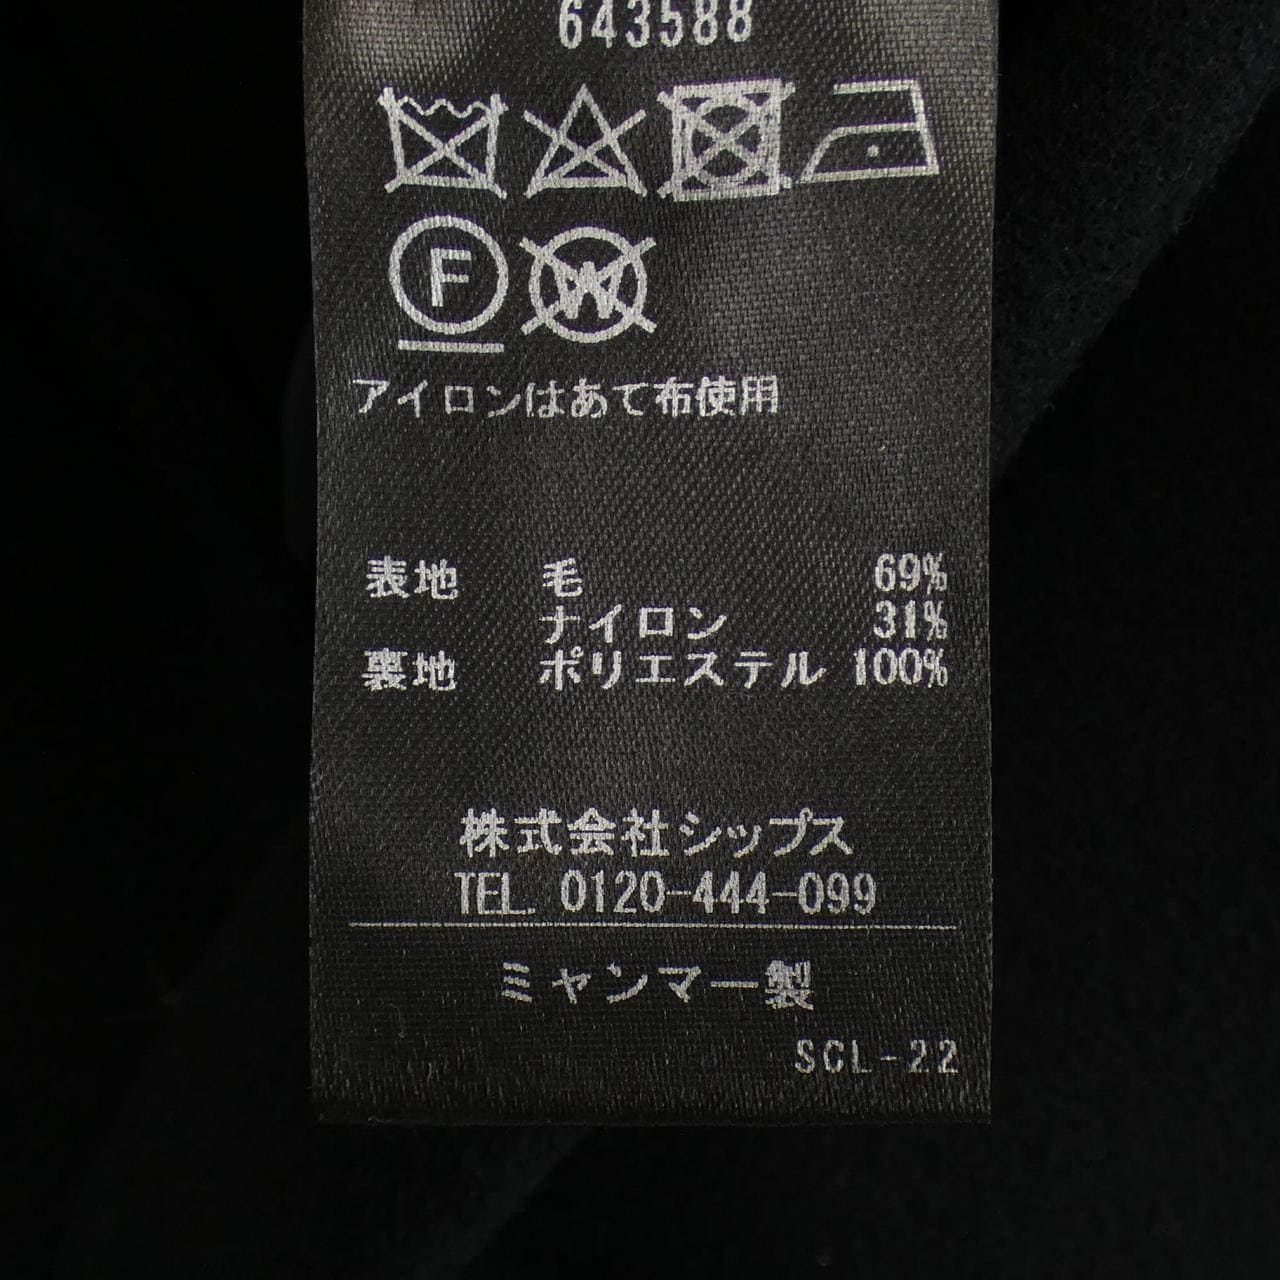 643588
F W
アイロンはあて布使用
表地 毛 69%
ナイロン 31%
裏地 ポリエステル 100%
株式会社シップス
TEL. 0120-444-099
ミャンマー製
SCL-22